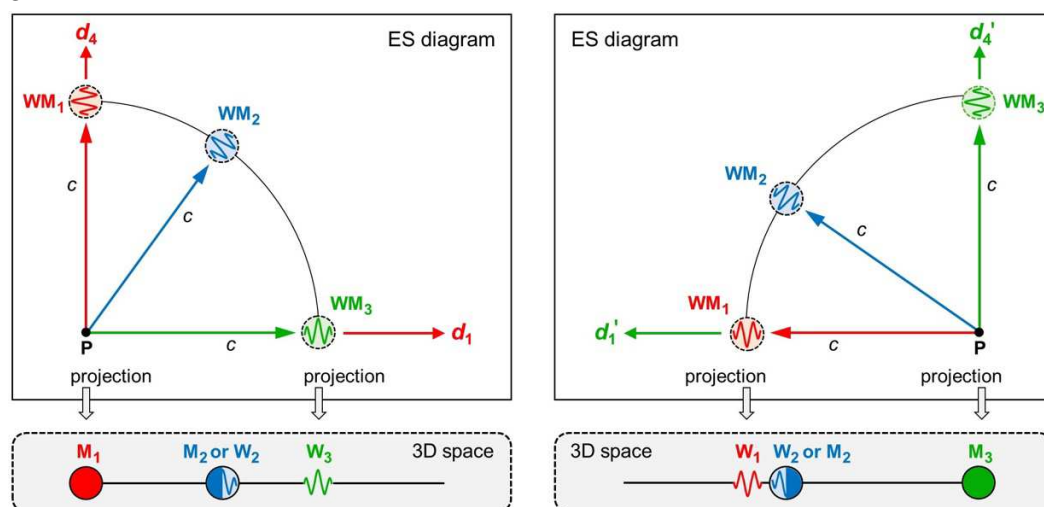 d₄
ES diagram
WM₁
WM₂
c
c
WM₃
c
d₁
P
projection
projection
M₁
M₂ or W₂
W₃
3D space
ES diagram
d₄'
WM₃
WM₂
c
c
WM₁
d₁'
c
P
projection
projection
3D space
W₁
W₂ or M₂
M₃